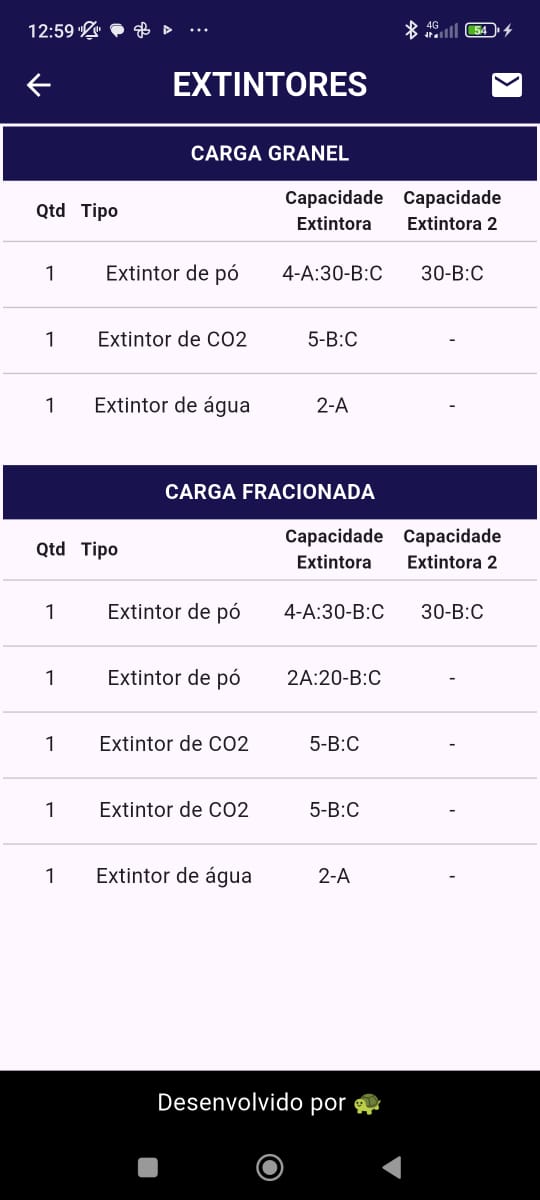 12:59
4G
54
EXTINTORES
CARGA GRANEL
Qtd Tipo Capacidade Extintora Capacidade Extintora 2
1 Extintor de pó 4-A:30-B:C 30-B:C
1 Extintor de CO2 5-B:C -
1 Extintor de água 2-A -
CARGA FRACIONADA
Qtd Tipo Capacidade Extintora Capacidade Extintora 2
1 Extintor de pó 4-A:30-B:C 30-B:C
1 Extintor de pó 2A:20-B:C -
1 Extintor de CO2 5-B:C -
1 Extintor de CO2 5-B:C -
1 Extintor de água 2-A -
Desenvolvido por 🐢